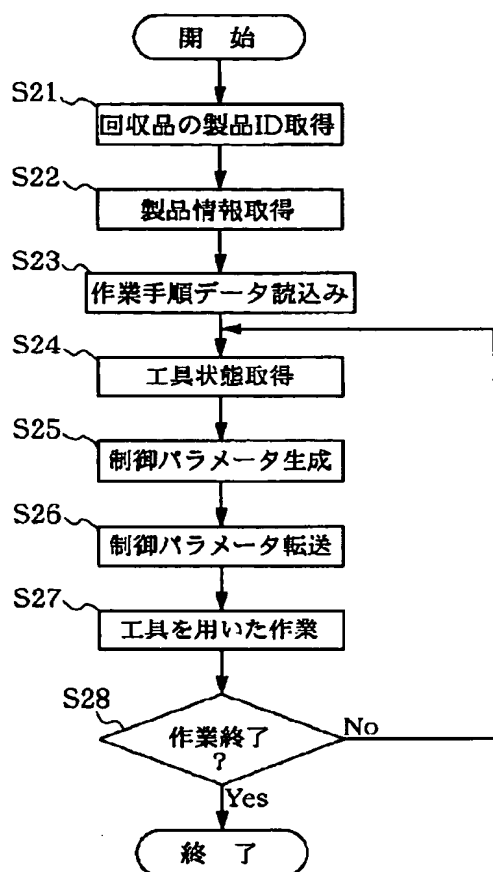 開 始
S21
回収品の製品ID取得
S22
製品情報取得
S23
作業手順データ読込み
S24
工具状態取得
S25
制御パラメータ生成
S26
制御パラメータ転送
S27
工具を用いた作業
S28
作業終了
?
No
Yes
終 了